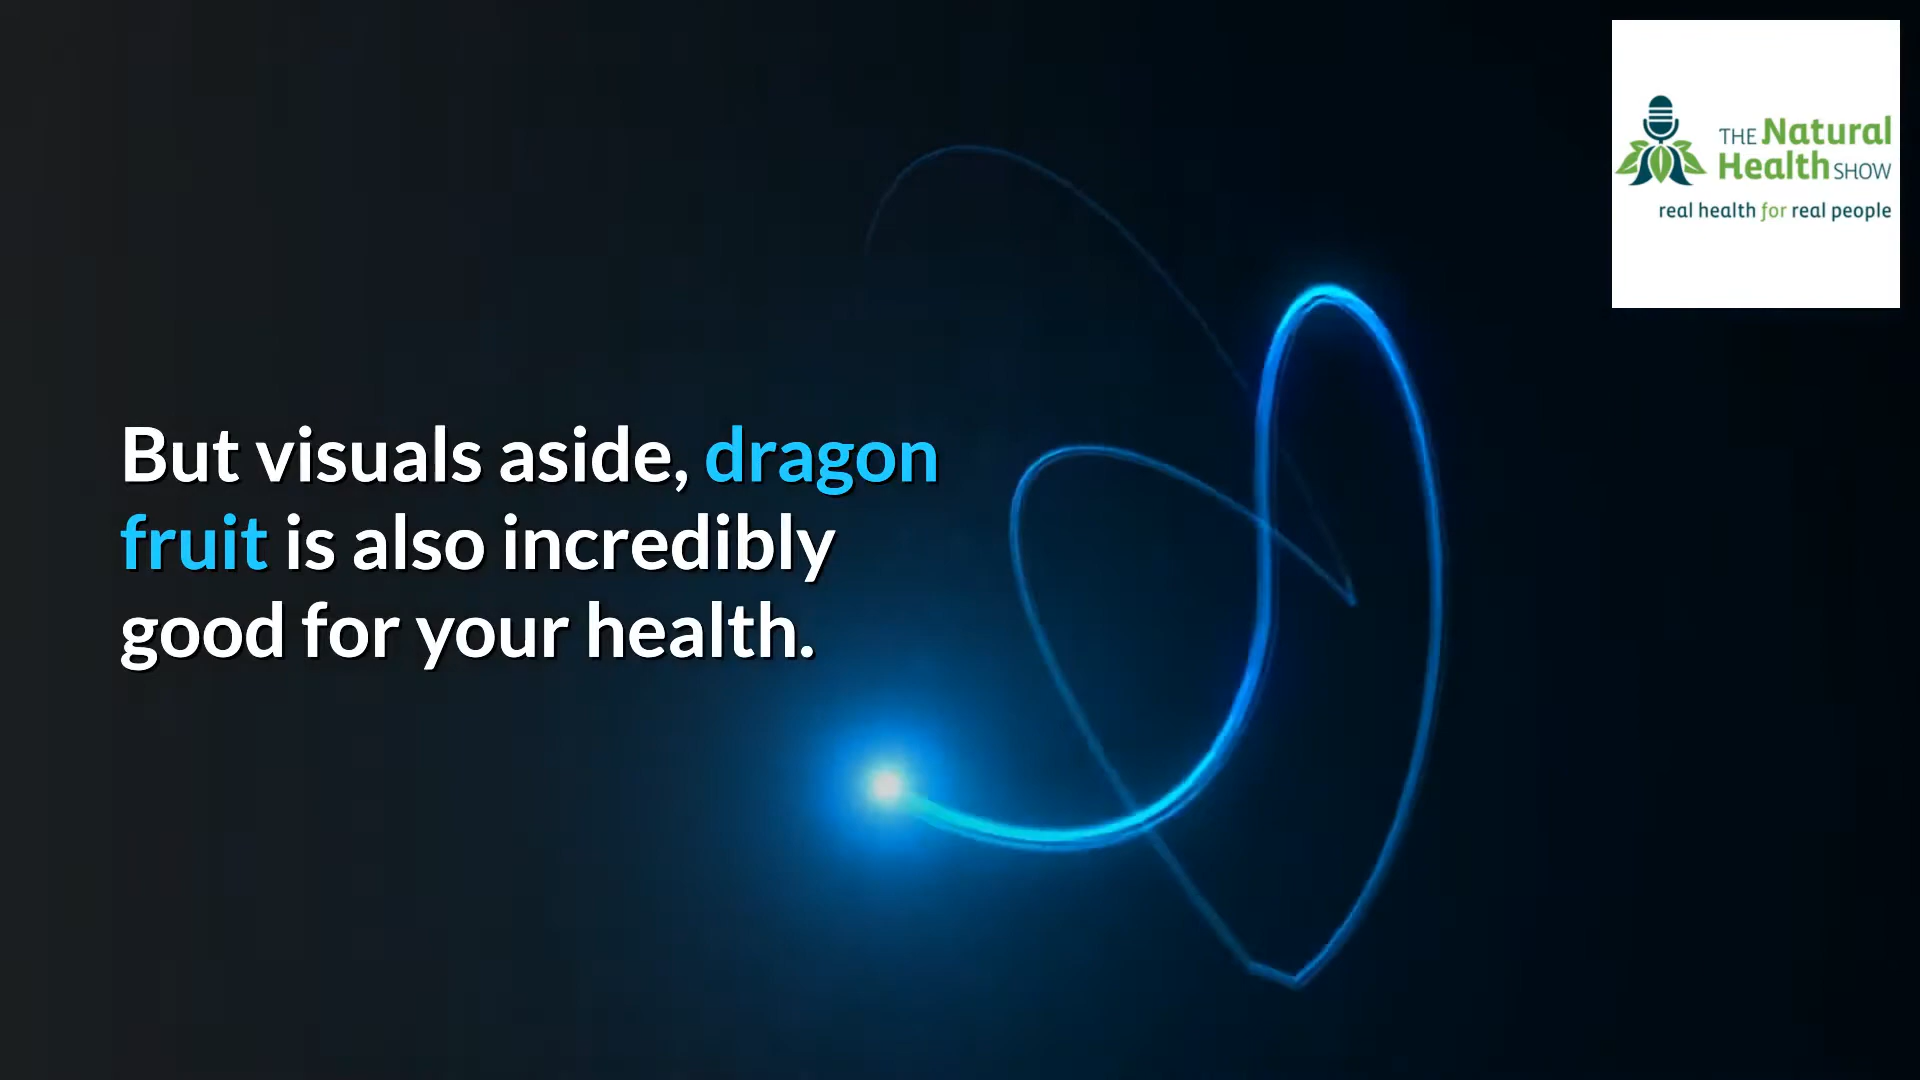 THE Natural
Health SHOW
real health for real people
But visuals aside, dragon
fruit is also incredibly
good for your health.